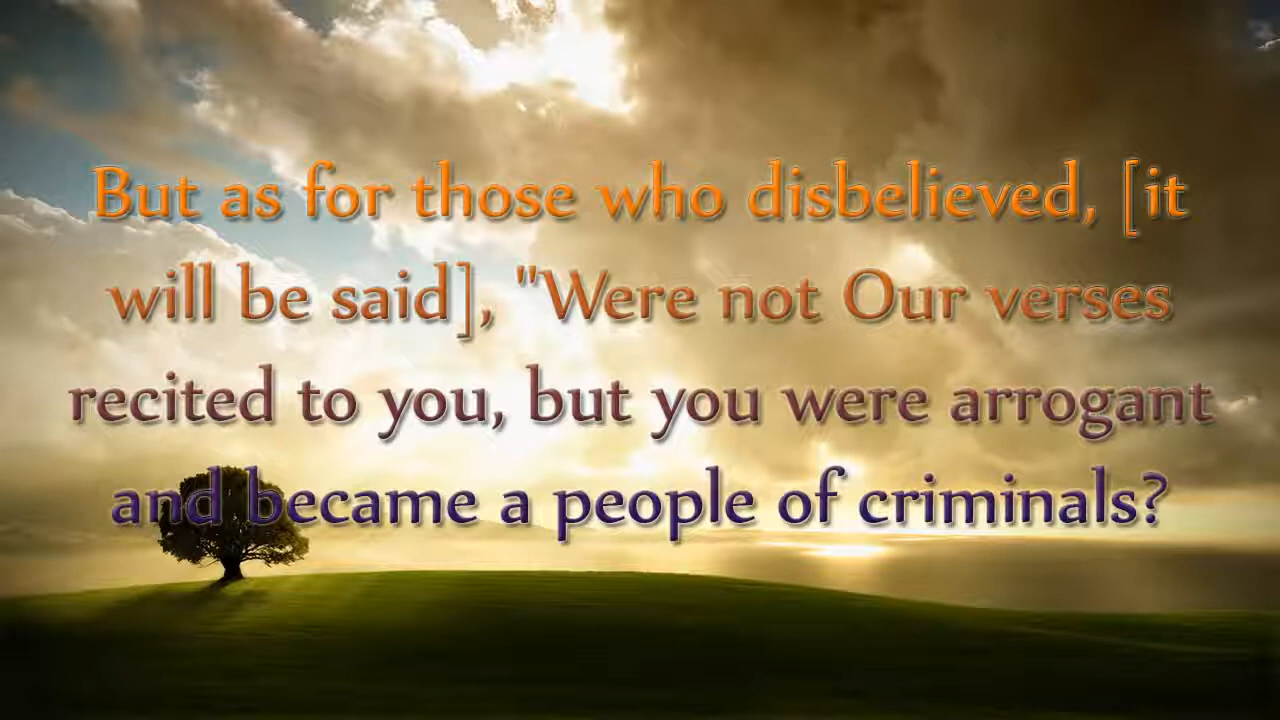 But as for those who disbelieved, [it
will be said], "Were not Our verses
recited to you, but you were arrogant
and became a people of criminals?